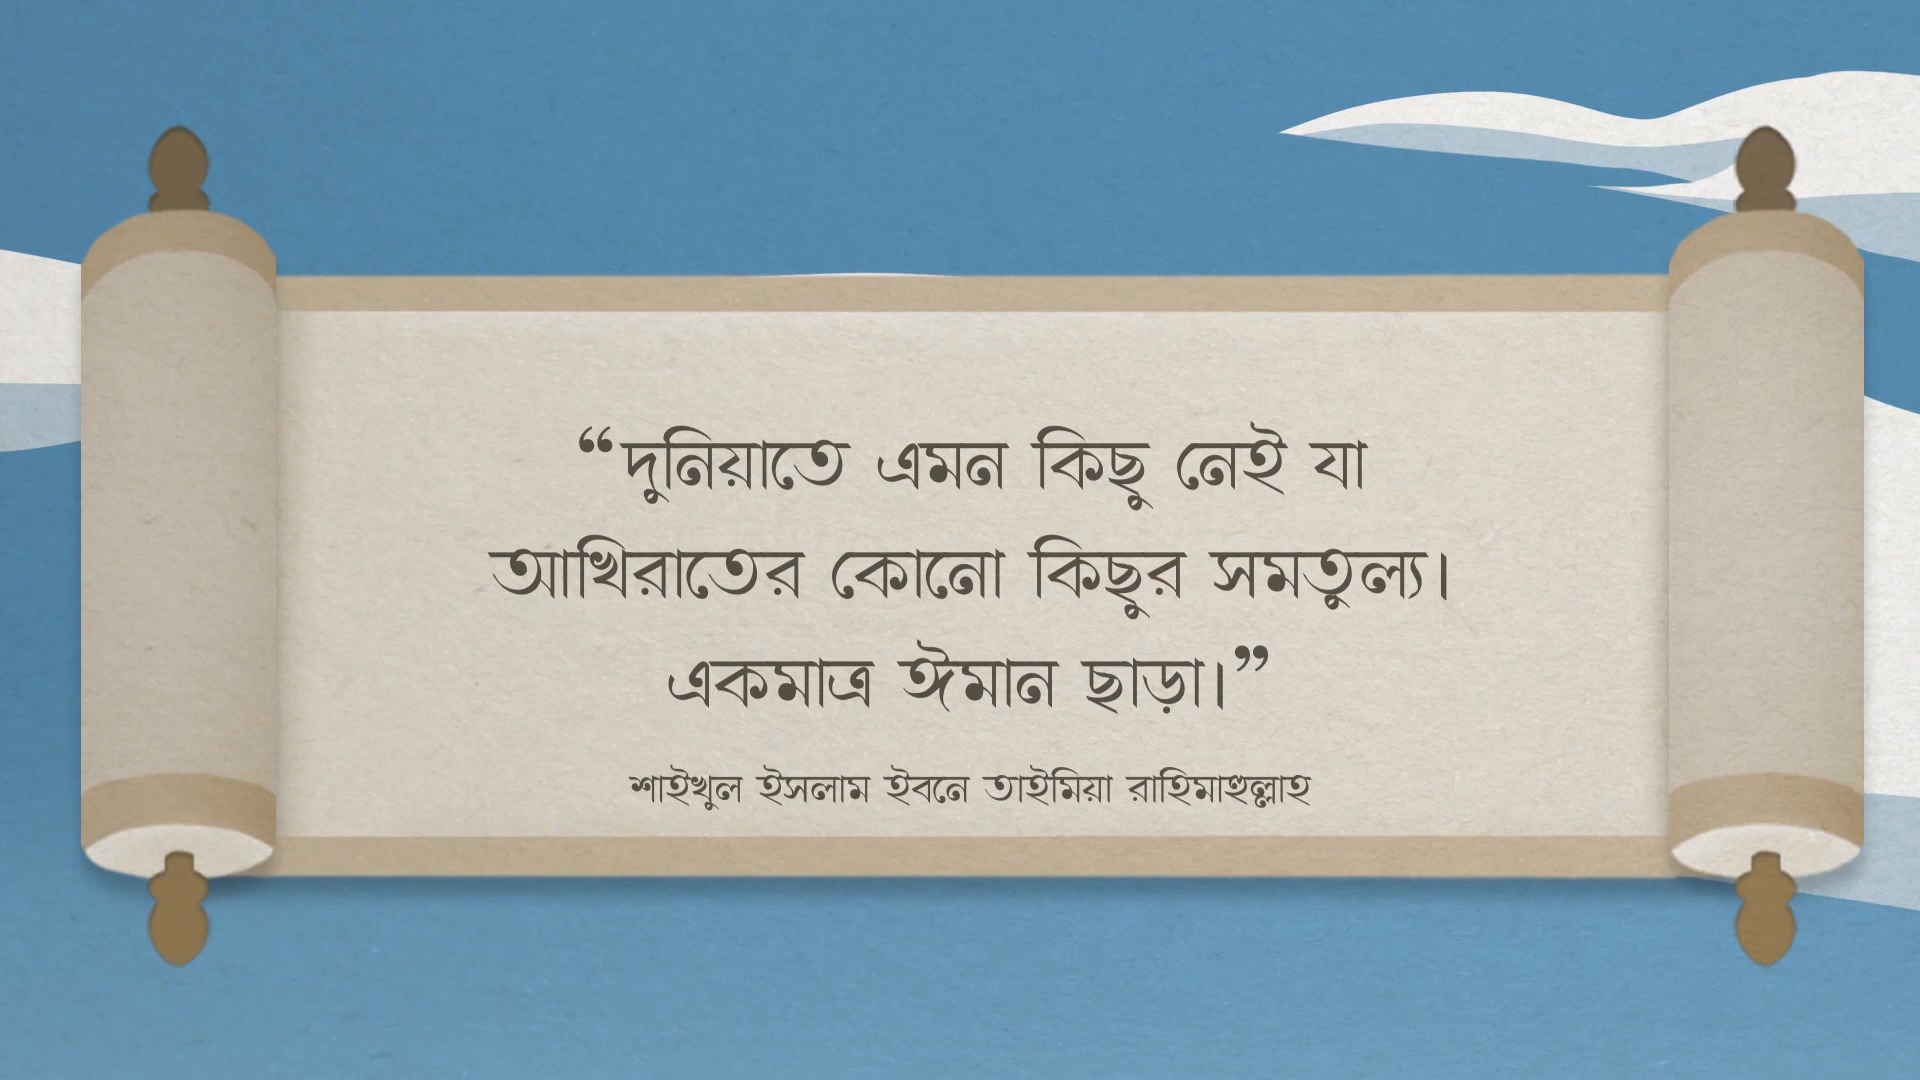 “দুনিয়াতে এমন কিছু নেই যা
আখিরাতের কোনো কিছুর সমতুল্য।
একমাত্র ঈমান ছাড়া।”
শাইখুল ইসলাম ইবনে তাইমিয়া রাহিমাহুল্লাহ